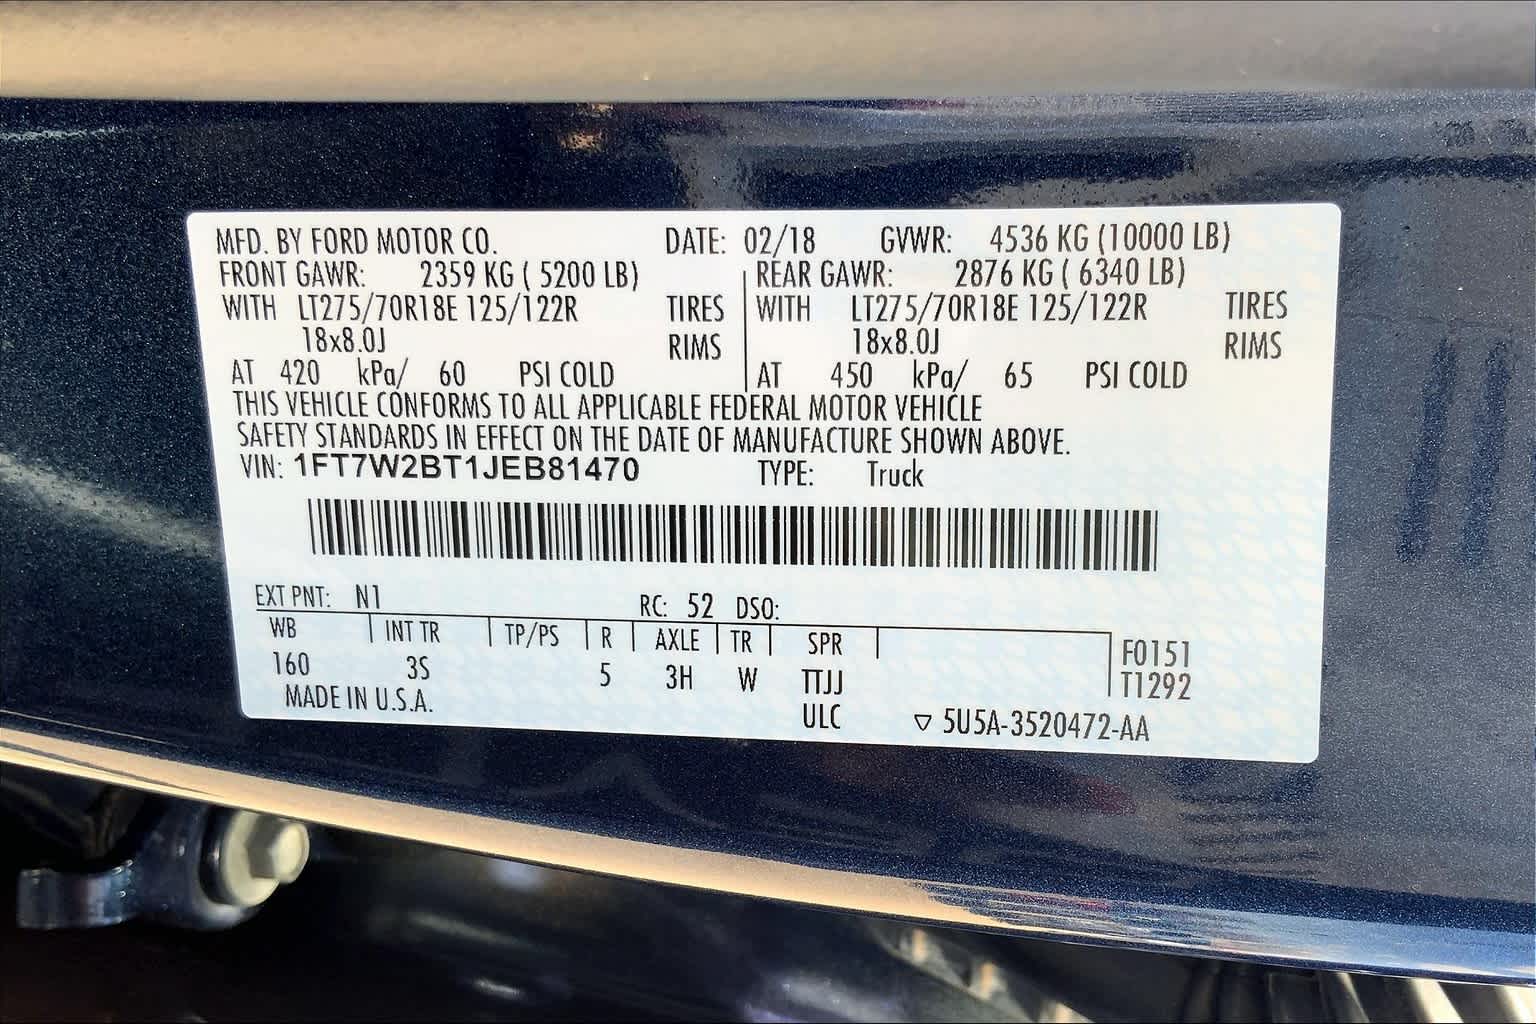 MFD. BY FORD MOTOR CO. DATE: 02/18 GVWR: 4536 KG (10000 LB)
FRONT GAWR: 2359 KG ( 5200 LB) REAR GAWR: 2876 KG ( 6340 LB)
WITH LT275/70R18E 125/122R TIRES WITH LT275/70R18E 125/122R TIRES
18x8.0J RIMS 18x8.0J RIMS
AT 420 kPa/ 60 PSI COLD AT 450 kPa/ 65 PSI COLD
THIS VEHICLE CONFORMS TO ALL APPLICABLE FEDERAL MOTOR VEHICLE
SAFETY STANDARDS IN EFFECT ON THE DATE OF MANUFACTURE SHOWN ABOVE.
VIN: 1FT7W2BT1JEB81470 TYPE: Truck
EXT PNT: N1 RC: 52 DSO:
WB INT TR TP/PS R AXLE TR SPR F0151
160 3S 5 3H W TTJJ T1292
MADE IN U.S.A. ULC ▽ 5U5A-3520472-AA